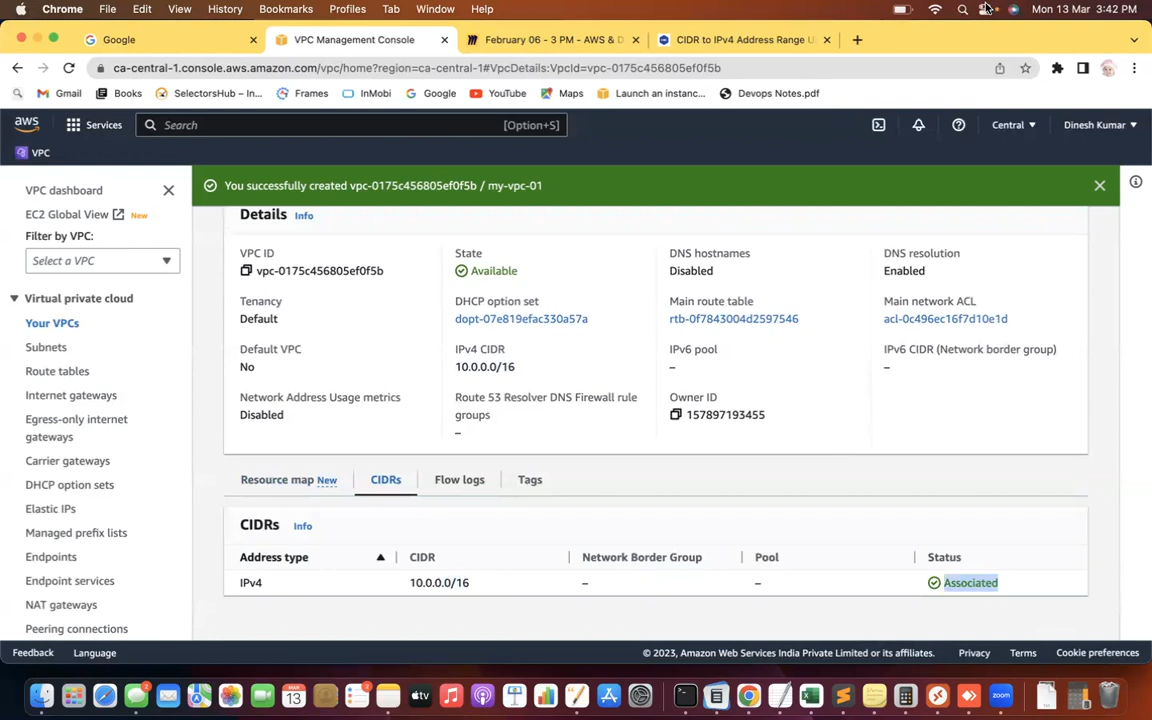 Chrome File Edit View History Bookmarks Profiles Tab Window Help Mon 13 Mar 3:42 PM
Google VPC Management Console February 06 - 3 PM - AWS & D CIDR to IPv4 Address Range U
ca-central-1.console.aws.amazon.com/vpc/home?region=ca-central-1#VpcDetails:VpcId=vpc-0175c456805ef0f5b
Gmail Books SelectorsHub – In... Frames InMobi Google YouTube Maps Launch an instanc... Devops Notes.pdf
aws Services Search [Option+S] Central Dinesh Kumar
VPC
VPC dashboard
EC2 Global View New
Filter by VPC:
Select a VPC
Virtual private cloud
Your VPCs
Subnets
Route tables
Internet gateways
Egress-only internet
gateways
Carrier gateways
DHCP option sets
Elastic IPs
Managed prefix lists
Endpoints
Endpoint services
NAT gateways
Peering connections
You successfully created vpc-0175c456805ef0f5b / my-vpc-01
Details Info
VPC ID State DNS hostnames DNS resolution
vpc-0175c456805ef0f5b Available Disabled Enabled
Tenancy DHCP option set Main route table Main network ACL
Default dopt-07e819efac330a57a rtb-0f7843004d2597546 acl-0c496ec16f7d10e1d
Default VPC IPv4 CIDR IPv6 pool IPv6 CIDR (Network border group)
No 10.0.0.0/16 – –
Network Address Usage metrics Route 53 Resolver DNS Firewall rule Owner ID
Disabled groups 157897193455
–
Resource map New CIDRs Flow logs Tags
CIDRs Info
Address type CIDR Network Border Group Pool Status
IPv4 10.0.0.0/16 – – Associated
Feedback Language © 2023, Amazon Web Services India Private Limited or its affiliates. Privacy Terms Cookie preferences
2 13 tv zoom